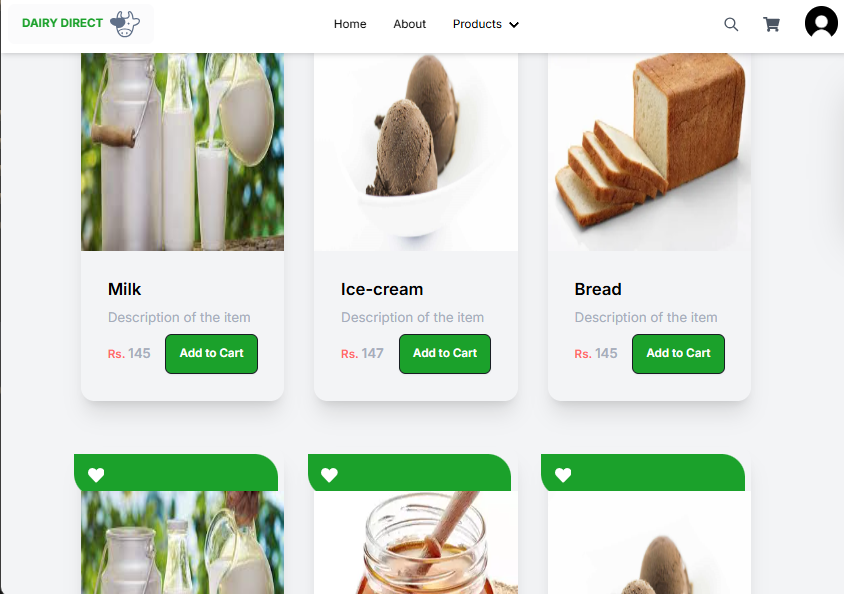 DAIRY DIRECT
Home About Products
Milk
Description of the item
Rs. 145 Add to Cart
Ice-cream
Description of the item
Rs. 147 Add to Cart
Bread
Description of the item
Rs. 145 Add to Cart